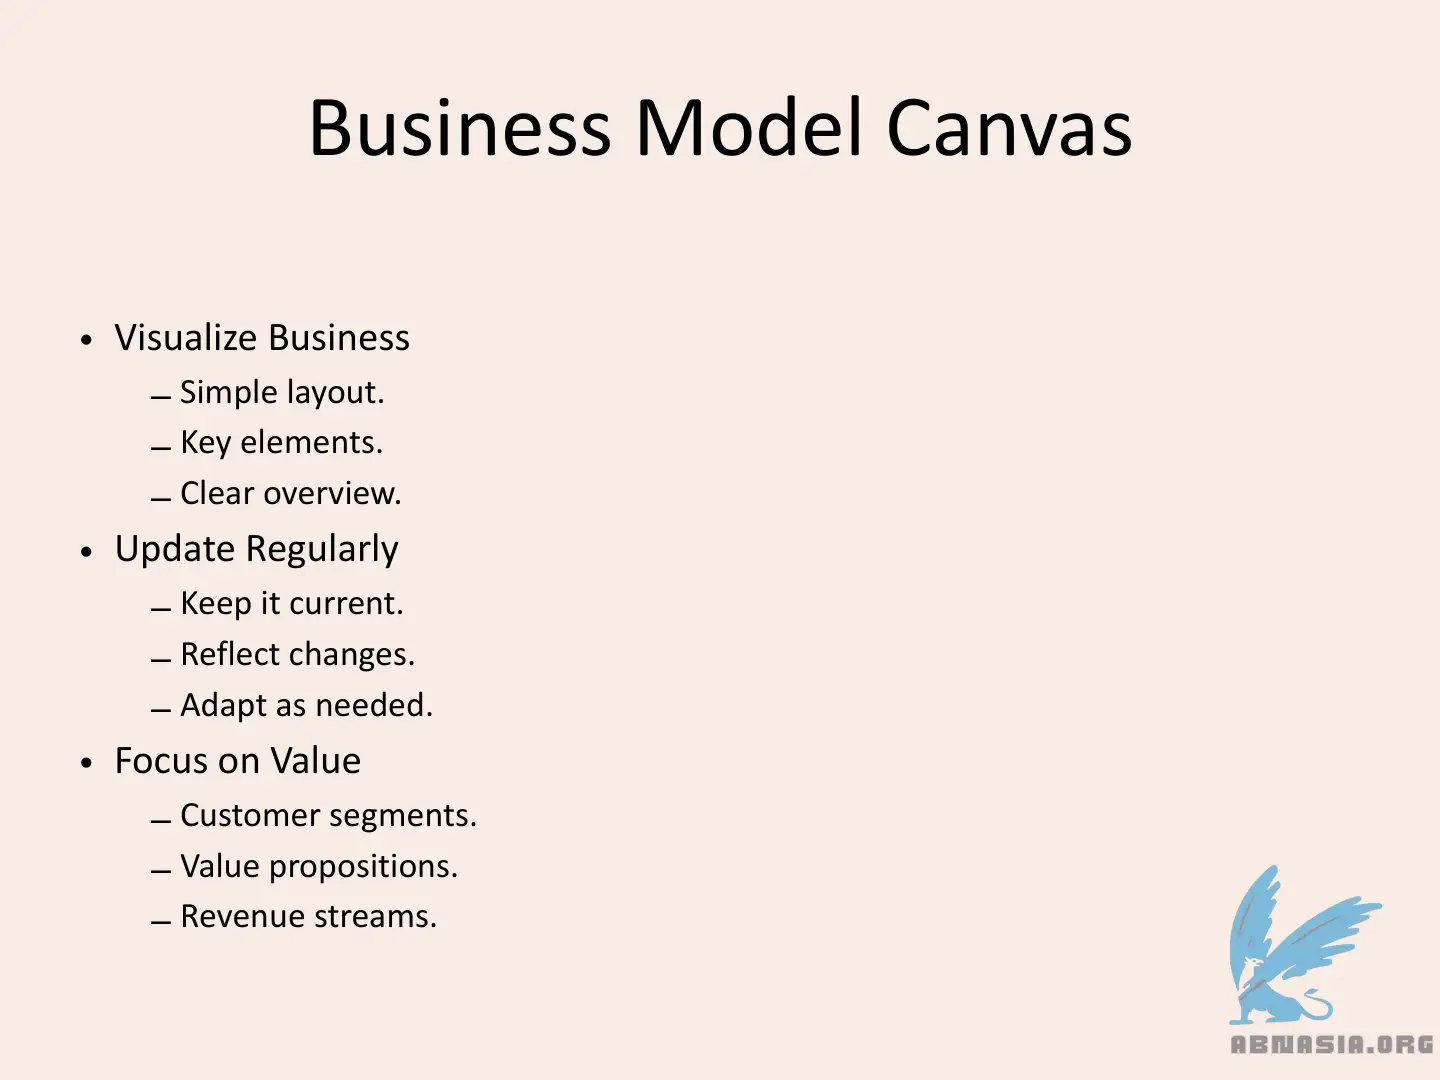 Business Model Canvas
• Visualize Business
– Simple layout.
– Key elements.
– Clear overview.
• Update Regularly
– Keep it current.
– Reflect changes.
– Adapt as needed.
• Focus on Value
– Customer segments.
– Value propositions.
– Revenue streams.
ABNASIA.ORG